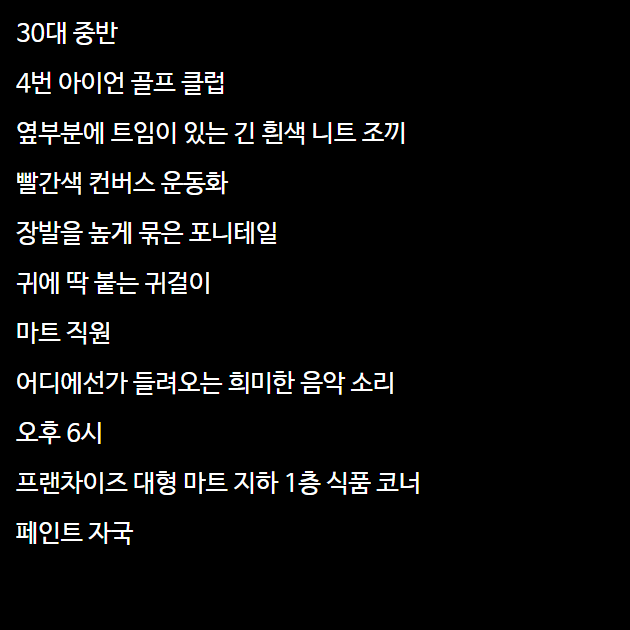 30대 중반
4번 아이언 골프 클럽
옆부분에 트임이 있는 긴 흰색 니트 조끼
빨간색 컨버스 운동화
장발을 높게 묶은 포니테일
귀에 딱 붙는 귀걸이
마트 직원
어디에선가 들려오는 희미한 음악 소리
오후 6시
프랜차이즈 대형 마트 지하 1층 식품 코너
페인트 자국